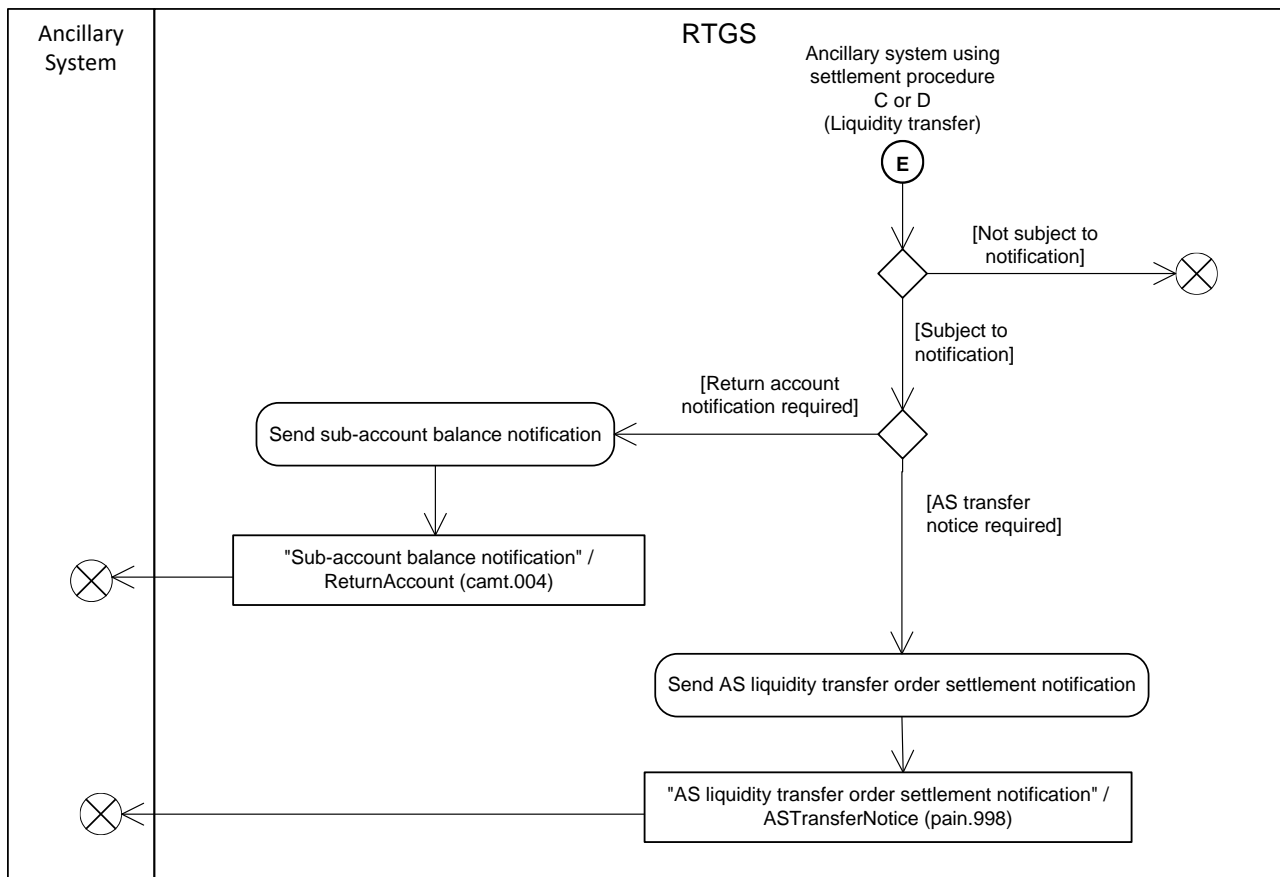 Ancillary
System
RTGS
Ancillary system using
settlement procedure
C or D
(Liquidity transfer)
E
[Not subject to
notification]
[Subject to
notification]
[Return account
notification required]
Send sub-account balance notification
[AS transfer
notice required]
"Sub-account balance notification" /
ReturnAccount (camt.004)
Send AS liquidity transfer order settlement notification
"AS liquidity transfer order settlement notification" /
ASTransferNotice (pain.998)